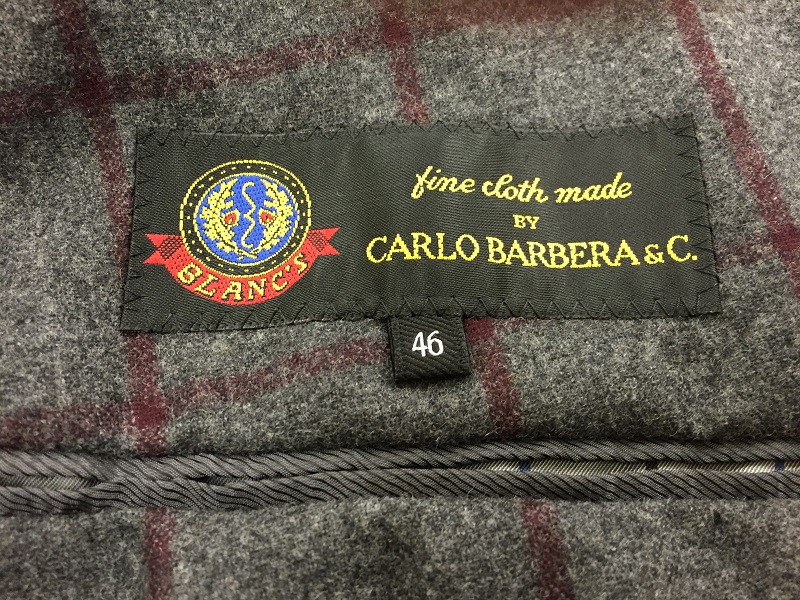 BLANC'S
fine cloth made
BY
CARLO BARBERA & C.
46